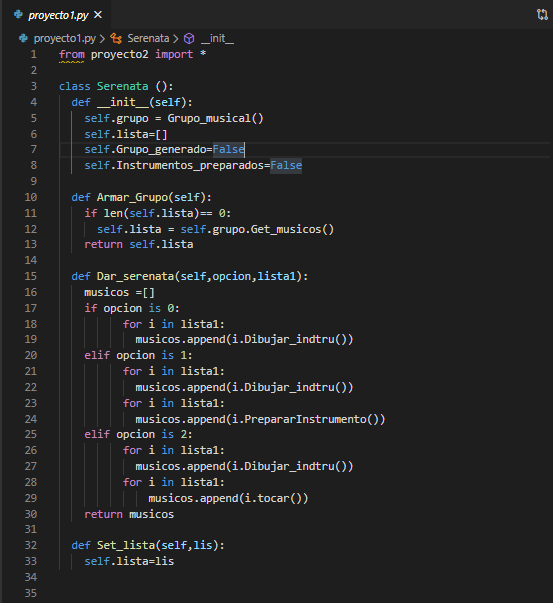 proyecto1.py ×
proyecto1.py > Serenata > __init__
1 from proyecto2 import *
2
3 class Serenata ():
4 def __init__(self):
5 self.grupo = Grupo_musical()
6 self.lista=[]
7 self.Grupo_generado=False
8 self.Instrumentos_preparados=False
9
10 def Armar_Grupo(self):
11 if len(self.lista)== 0:
12 self.lista = self.grupo.Get_musicos()
13 return self.lista
14
15 def Dar_serenata(self,opcion,lista1):
16 musicos =[]
17 if opcion is 0:
18 for i in lista1:
19 musicos.append(i.Dibujar_indtru())
20 elif opcion is 1:
21 for i in lista1:
22 musicos.append(i.Dibujar_indtru())
23 for i in lista1:
24 musicos.append(i.PrepararInstrumento())
25 elif opcion is 2:
26 for i in lista1:
27 musicos.append(i.Dibujar_indtru())
28 for i in lista1:
29 musicos.append(i.tocar())
30 return musicos
31
32 def Set_lista(self,lis):
33 self.lista=lis
34
35